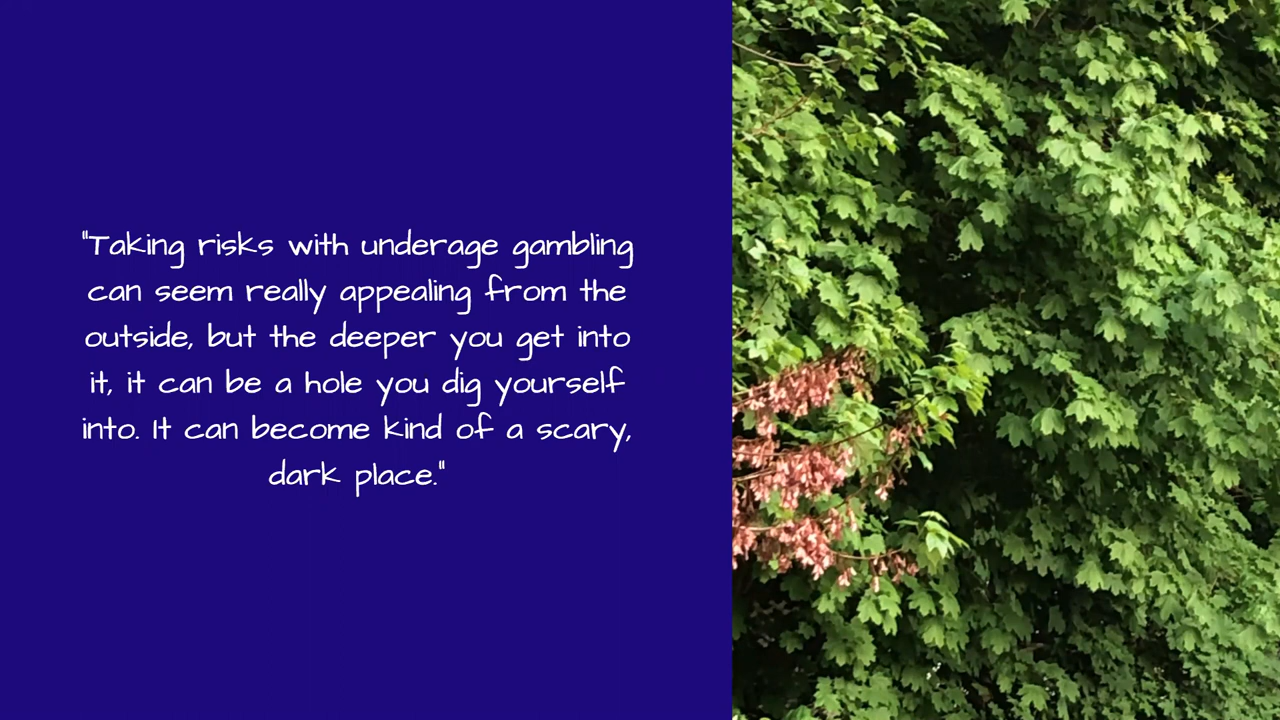 "Taking risks with underage gambling
can seem really appealing from the
outside, but the deeper you get into
it, it can be a hole you dig yourself
into. It can become kind of a scary,
dark place."